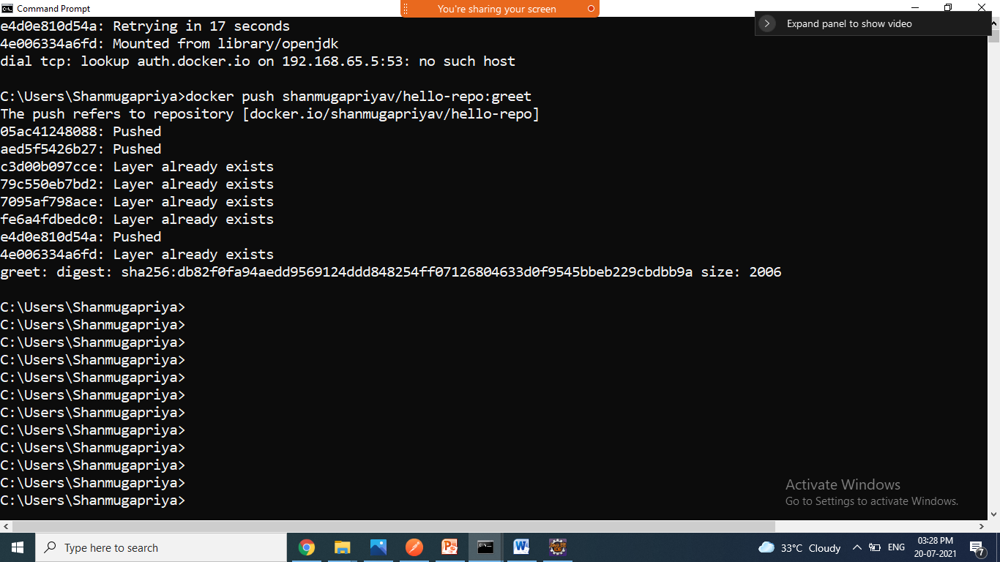 Command Prompt
You're sharing your screen
Expand panel to show video
e4d0e810d54a: Retrying in 17 seconds
4e006334a6fd: Mounted from library/openjdk
dial tcp: lookup auth.docker.io on 192.168.65.5:53: no such host
C:\Users\Shanmugapriya>docker push shanmugapriyav/hello-repo:greet
The push refers to repository [docker.io/shanmugapriyav/hello-repo]
05ac41248088: Pushed
aed5f5426b27: Pushed
c3d00b097cce: Layer already exists
79c550eb7bd2: Layer already exists
7095af798ace: Layer already exists
fe6a4fdbedc0: Layer already exists
e4d0e810d54a: Pushed
4e006334a6fd: Layer already exists
greet: digest: sha256:db82f0fa94aedd9569124ddd848254ff07126804633d0f9545bbeb229cbdbb9a size: 2006
C:\Users\Shanmugapriya>
C:\Users\Shanmugapriya>
C:\Users\Shanmugapriya>
C:\Users\Shanmugapriya>
C:\Users\Shanmugapriya>
C:\Users\Shanmugapriya>
C:\Users\Shanmugapriya>
C:\Users\Shanmugapriya>
C:\Users\Shanmugapriya>
C:\Users\Shanmugapriya>
C:\Users\Shanmugapriya>
C:\Users\Shanmugapriya>
Activate Windows
Go to Settings to activate Windows.
Type here to search
33°C Cloudy
ENG
03:28 PM
20-07-2021
7